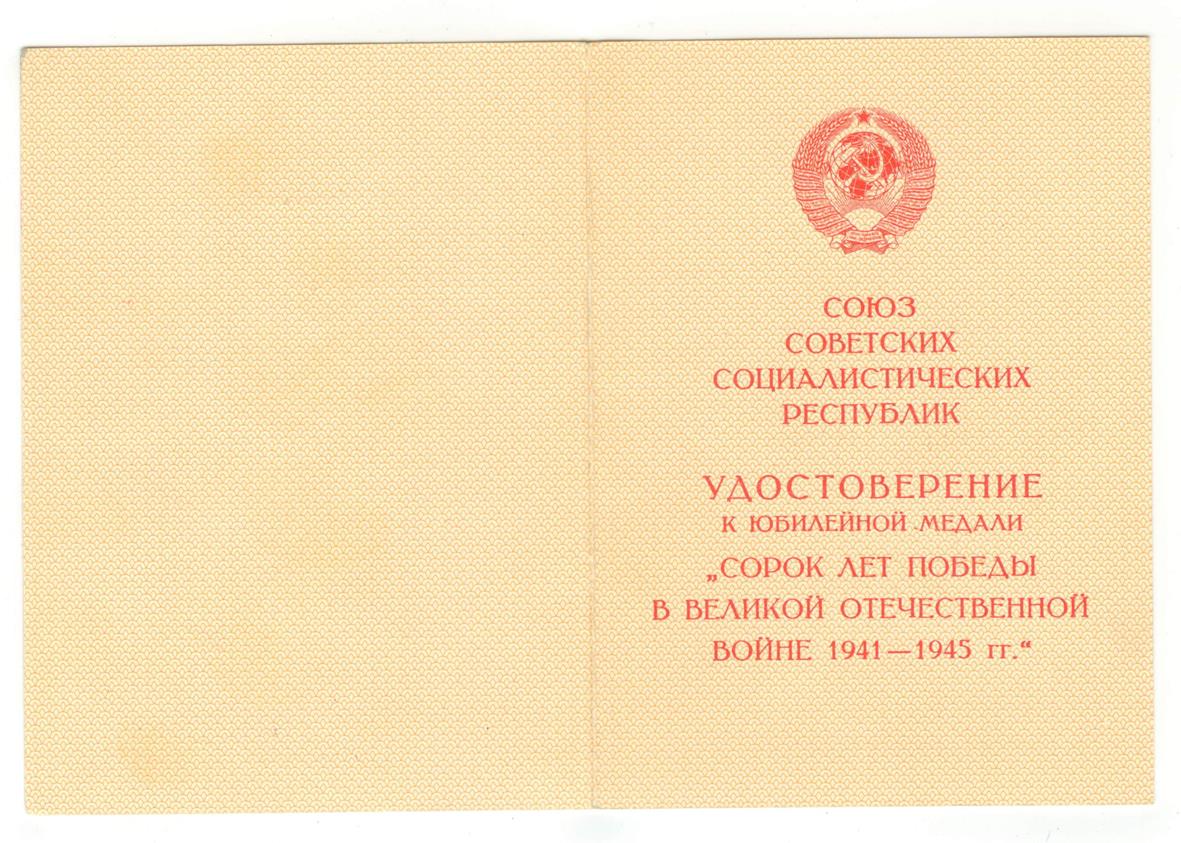 СОЮЗ
СОВЕТСКИХ
СОЦИАЛИСТИЧЕСКИХ
РЕСПУБЛИК
УДОСТОВЕРЕНИЕ
К ЮБИЛЕЙНОЙ МЕДАЛИ
„СОРОК ЛЕТ ПОБЕДЫ
В ВЕЛИКОЙ ОТЕЧЕСТВЕННОЙ
ВОЙНЕ 1941—1945 гг.“